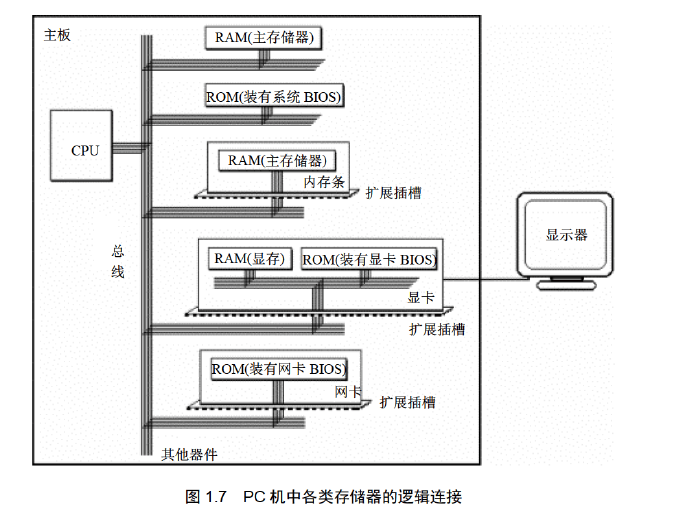 主板
RAM(主存储器)
ROM(装有系统 BIOS)
CPU
RAM(主存储器)
内存条
扩展插槽
总
线
显示器
RAM(显存)
ROM(装有显卡 BIOS)
显卡
扩展插槽
ROM(装有网卡 BIOS)
网卡
扩展插槽
其他器件
图 1.7 PC 机中各类存储器的逻辑连接